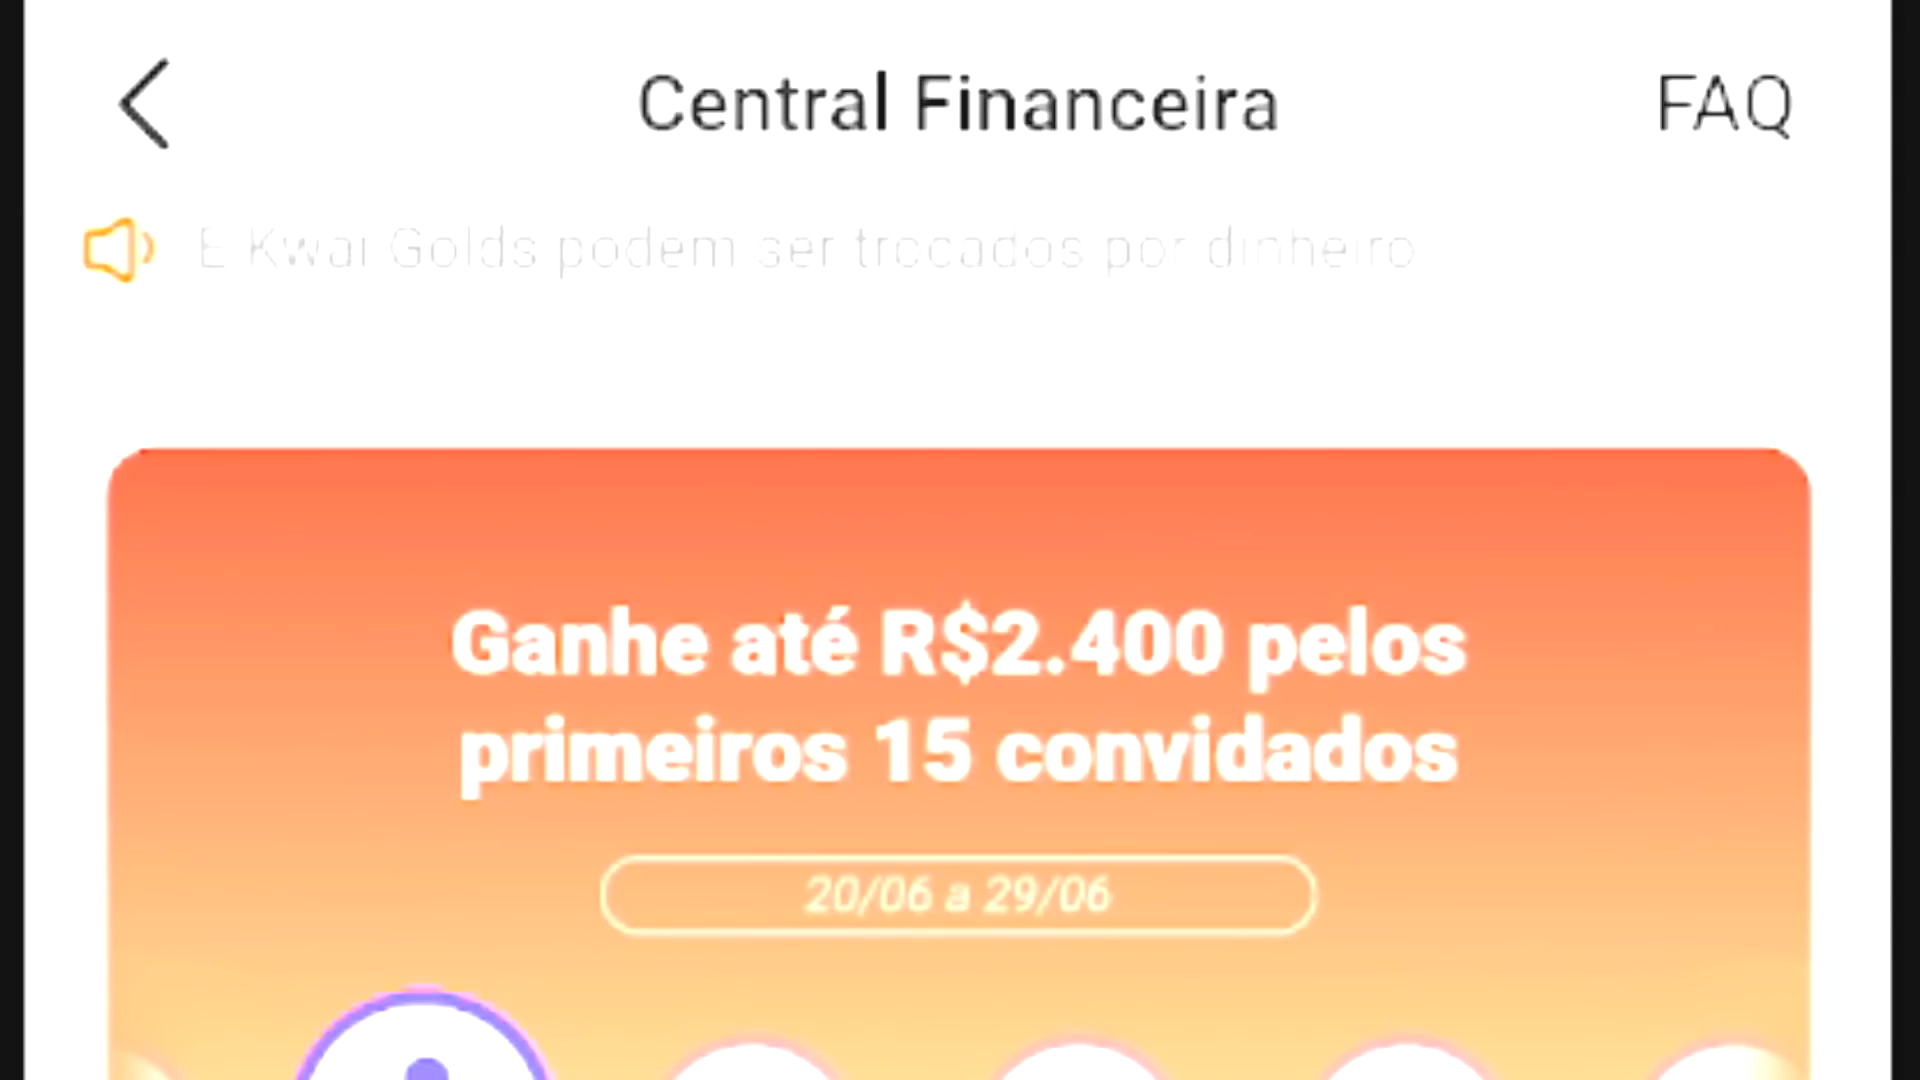 Central Financeira
FAQ
E Kwai Golds podem ser trocados por dinheiro
Ganhe até R$2.400 pelos
primeiros 15 convidados
20/06 a 29/06